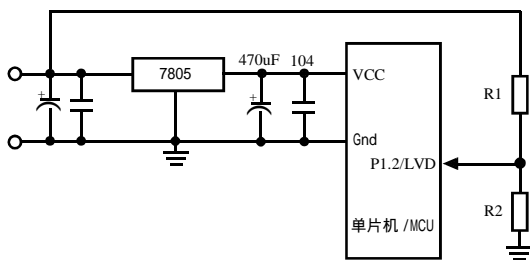 7805
470uF 104
VCC
R1
Gnd
P1.2/LVD
R2
单片机 /MCU
+
+